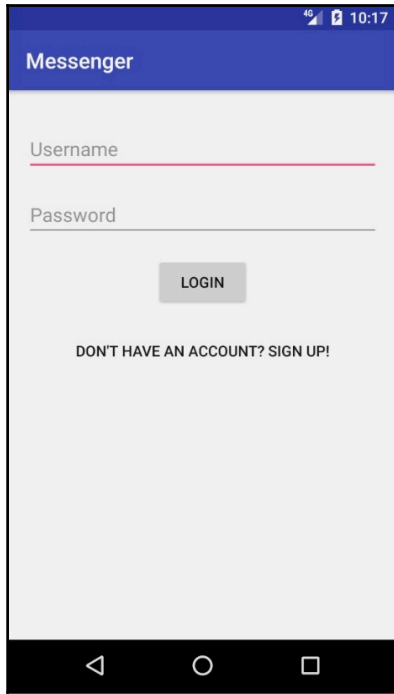 4G 10:17
Messenger
Username
Password
LOGIN
DON'T HAVE AN ACCOUNT? SIGN UP!